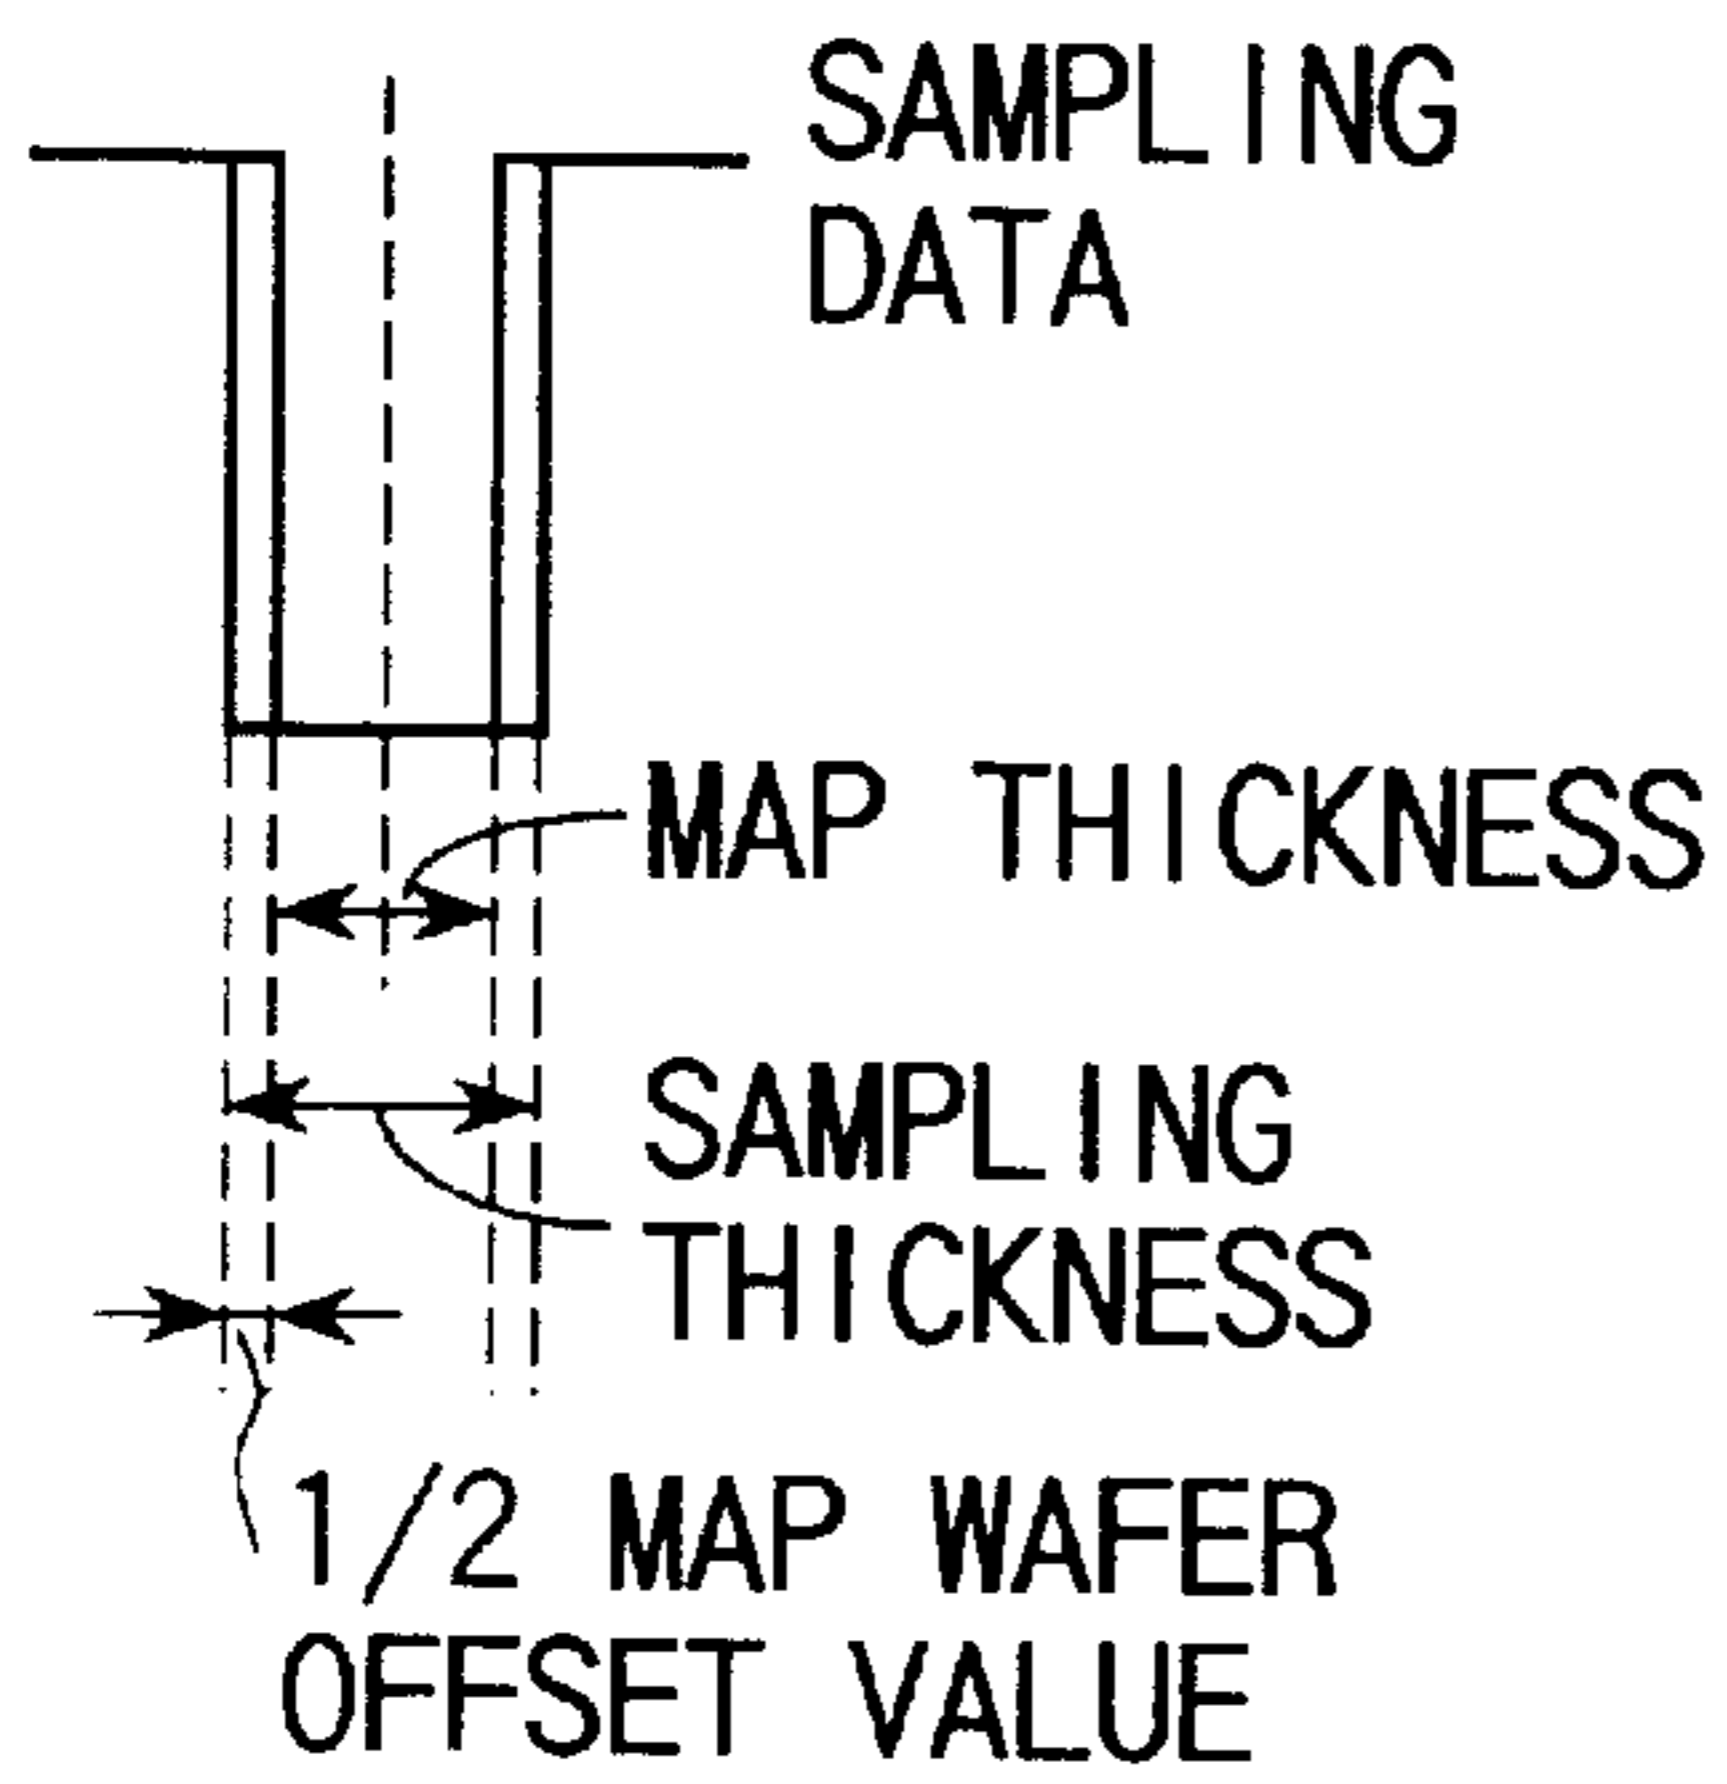 SAMPLING
DATA
MAP THICKNESS
SAMPLING
THICKNESS
1/2 MAP WAFER
OFFSET VALUE